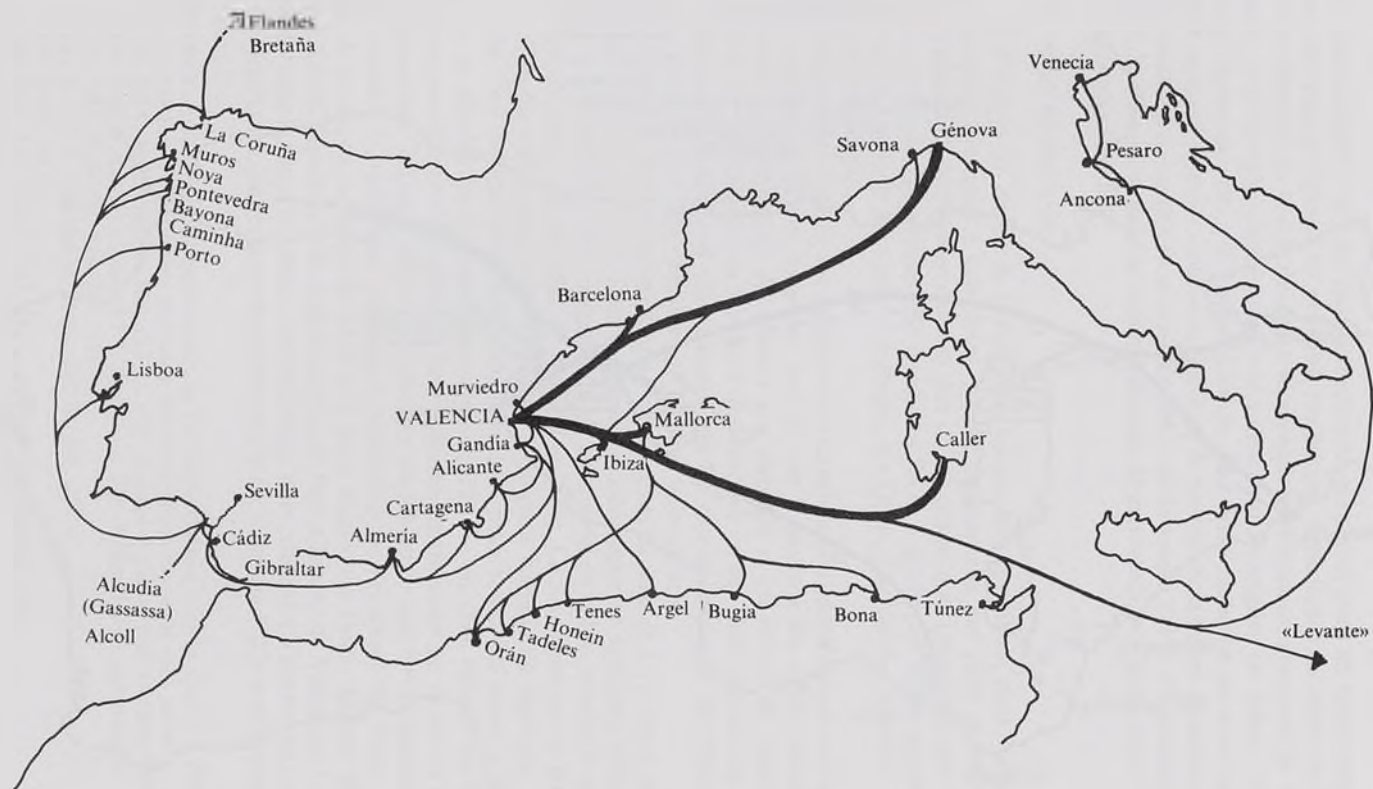 A Flandes
Bretaña
La Coruña
Muros
Noya
Pontevedra
Bayona
Caminha
Porto
Lisboa
Sevilla
Cádiz
Gibraltar
Alcudia
(Gassassa)
Alcoll
Almería
Cartagena
Alicante
Gandía
VALENCIA
Murviedro
Barcelona
Ibiza
Mallorca
Savona
Génova
Venecia
Pesaro
Ancona
Caller
Orán
Tadeles
Honein
Tenes
Argel
Bugia
Bona
Túnez
«Levante»